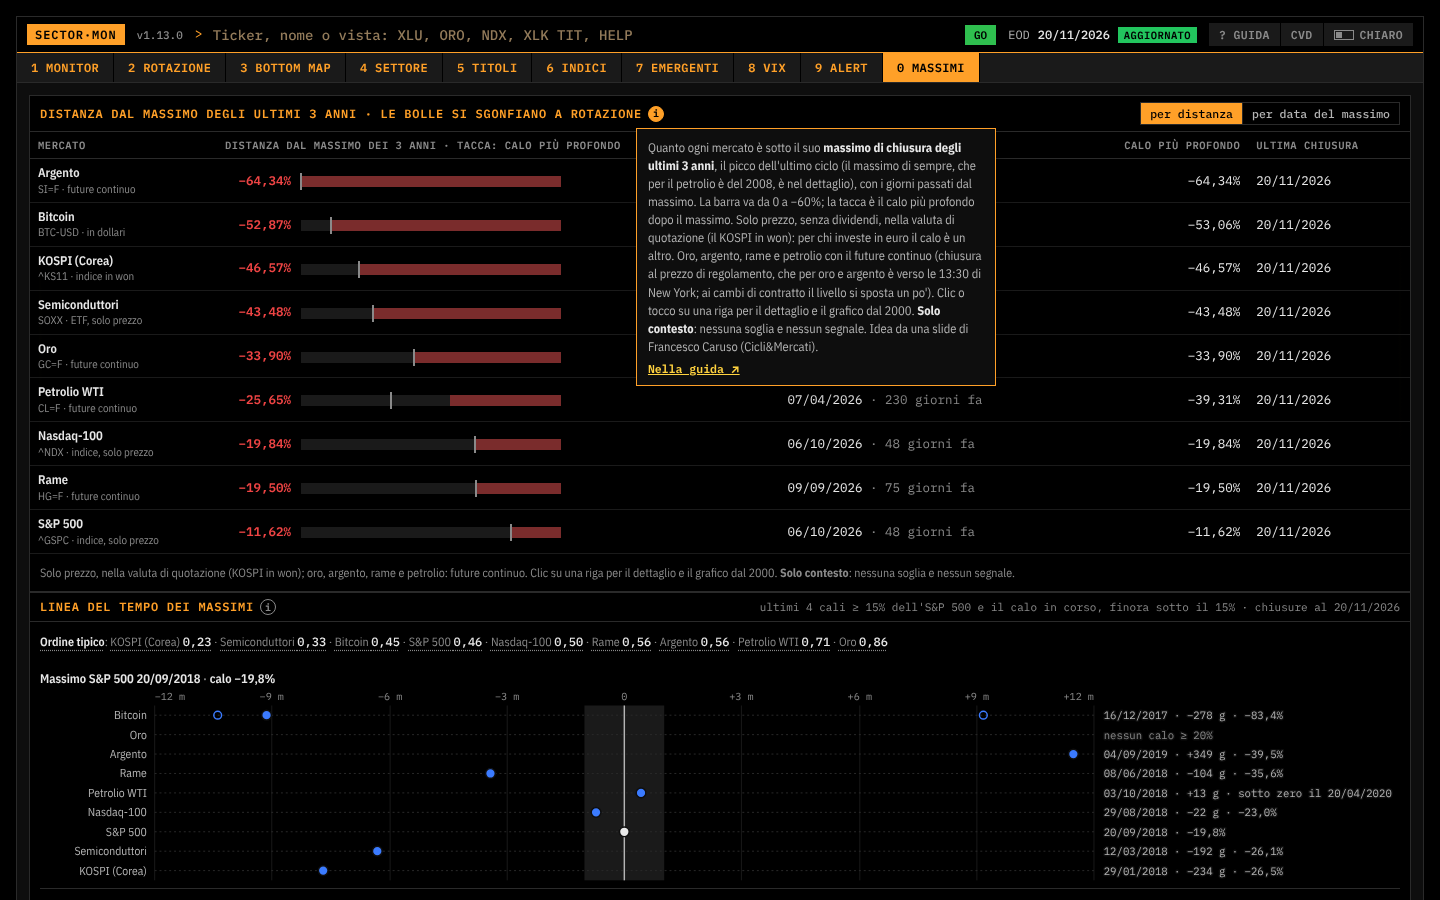 SECTOR·MON v1.13.0 > Ticker, nome o vista: XLU, ORO, NDX, XLK TIT, HELP GO EOD 20/11/2026 AGGIORNATO ? GUIDA CVD CHIARO
1 MONITOR 2 ROTAZIONE 3 BOTTOM MAP 4 SETTORE 5 TITOLI 6 INDICI 7 EMERGENTI 8 VIX 9 ALERT 0 MASSIMI
DISTANZA DAL MASSIMO DEGLI ULTIMI 3 ANNI · LE BOLLE SI SGONFIANO A ROTAZIONE i per distanza per data del massimo
MERCATO DISTANZA DAL MASSIMO DEI 3 ANNI · TACCA: CALO PIÙ PROFONDO CALO PIÙ PROFONDO ULTIMA CHIUSURA
Quanto ogni mercato è sotto il suo massimo di chiusura degli
ultimi 3 anni, il picco dell'ultimo ciclo (il massimo di sempre, che
per il petrolio è del 2008, è nel dettaglio), con i giorni passati dal
massimo. La barra va da 0 a −60%; la tacca è il calo più profondo
dopo il massimo. Solo prezzo, senza dividendi, nella valuta di
quotazione (il KOSPI in won): per chi investe in euro il calo è un
altro. Oro, argento, rame e petrolio con il future continuo (chiusura
al prezzo di regolamento, che per oro e argento è verso le 13:30 di
New York; ai cambi di contratto il livello si sposta un po'). Clic o
tocco su una riga per il dettaglio e il grafico dal 2000. Solo
contesto: nessuna soglia e nessun segnale. Idea da una slide di
Francesco Caruso (Cicli&Mercati).
Nella guida ↗
Argento −64,34% −64,34% 20/11/2026
SI=F · future continuo
Bitcoin −52,87% −53,06% 20/11/2026
BTC-USD · in dollari
KOSPI (Corea) −46,57% −46,57% 20/11/2026
^KS11 · indice in won
Semiconduttori −43,48% −43,48% 20/11/2026
SOXX · ETF, solo prezzo
Oro −33,90% −33,90% 20/11/2026
GC=F · future continuo
Petrolio WTI −25,65% 07/04/2026 · 230 giorni fa −39,31% 20/11/2026
CL=F · future continuo
Nasdaq-100 −19,84% 06/10/2026 · 48 giorni fa −19,84% 20/11/2026
^NDX · indice, solo prezzo
Rame −19,50% 09/09/2026 · 75 giorni fa −19,50% 20/11/2026
HG=F · future continuo
S&P 500 −11,62% 06/10/2026 · 48 giorni fa −11,62% 20/11/2026
^GSPC · indice, solo prezzo
Solo prezzo, nella valuta di quotazione (KOSPI in won); oro, argento, rame e petrolio: future continuo. Clic su una riga per il dettaglio e il grafico dal 2000. Solo contesto: nessuna soglia e nessun segnale.
LINEA DEL TEMPO DEI MASSIMI i ultimi 4 cali ≥ 15% dell'S&P 500 e il calo in corso, finora sotto il 15% · chiusure al 20/11/2026
Ordine tipico: KOSPI (Corea) 0,23 · Semiconduttori 0,33 · Bitcoin 0,45 · S&P 500 0,46 · Nasdaq-100 0,50 · Rame 0,56 · Argento 0,56 · Petrolio WTI 0,71 · Oro 0,86
Massimo S&P 500 20/09/2018 · calo −19,8%
−12 m −9 m −6 m −3 m 0 +3 m +6 m +9 m +12 m
Bitcoin 16/12/2017 · −278 g · −83,4%
Oro nessun calo ≥ 20%
Argento 04/09/2019 · +349 g · −39,5%
Rame 08/06/2018 · −104 g · −35,6%
Petrolio WTI 03/10/2018 · +13 g · sotto zero il 20/04/2020
Nasdaq-100 29/08/2018 · −22 g · −23,0%
S&P 500 20/09/2018 · −19,8%
Semiconduttori 12/03/2018 · −192 g · −26,1%
KOSPI (Corea) 29/01/2018 · −234 g · −26,5%